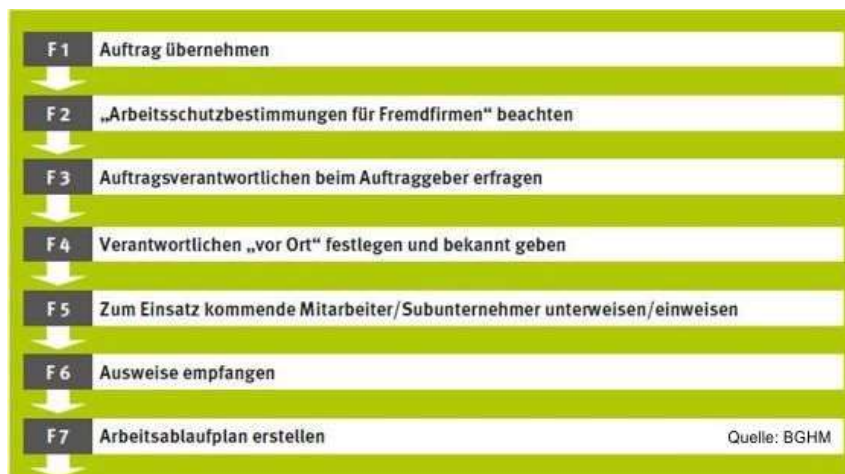 F 1 Auftrag übernehmen
F 2 „Arbeitsschutzbestimmungen für Fremdfirmen“ beachten
F 3 Auftragsverantwortlichen beim Auftraggeber erfragen
F 4 Verantwortlichen „vor Ort“ festlegen und bekannt geben
F 5 Zum Einsatz kommende Mitarbeiter/Subunternehmer unterweisen/einweisen
F 6 Ausweise empfangen
F 7 Arbeitsablaufplan erstellen Quelle: BGHM